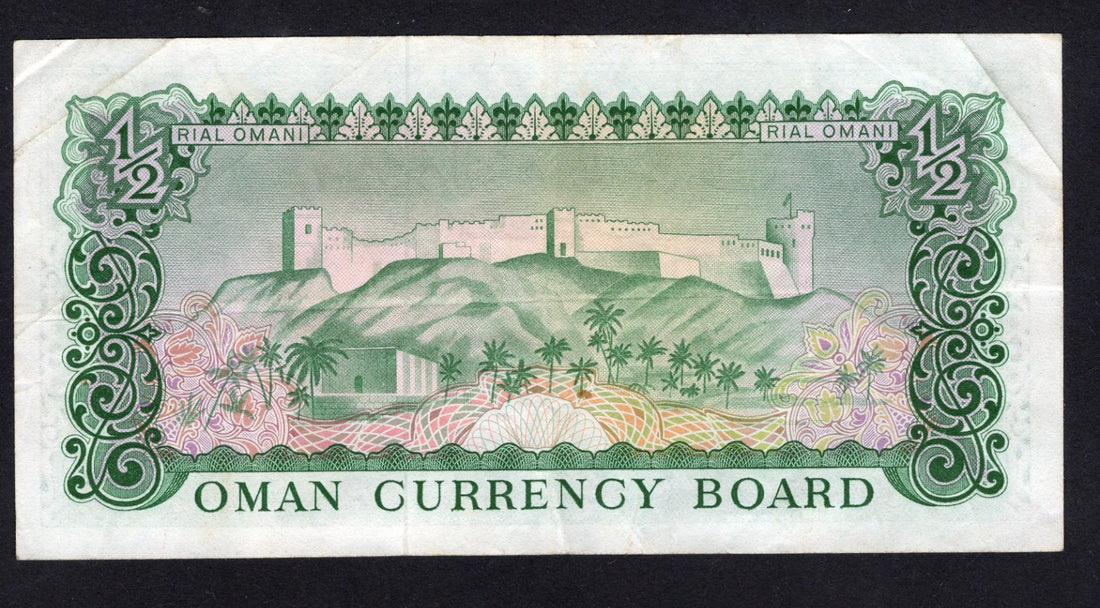 1/2 RIAL OMANI RIAL OMANI 1/2
OMAN CURRENCY BOARD